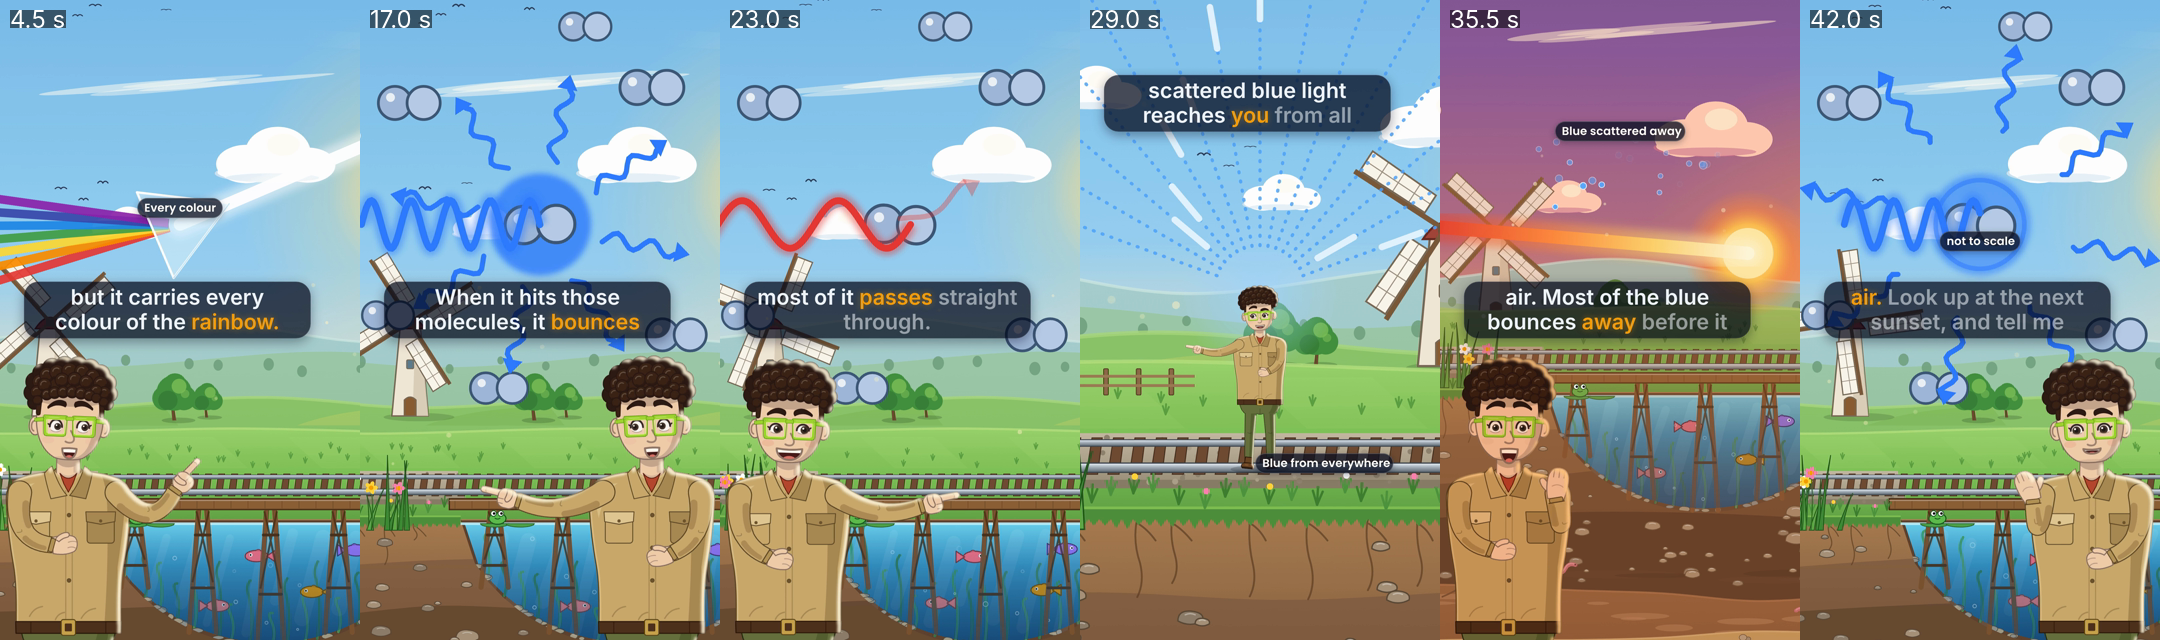 4.5 s
Every colour
but it carries every
colour of the rainbow.
17.0 s
When it hits those
molecules, it bounces
23.0 s
most of it passes straight
through.
29.0 s
scattered blue light
reaches you from all
Blue from everywhere
35.5 s
Blue scattered away
air. Most of the blue
bounces away before it
42.0 s
not to scale
air. Look up at the next
sunset, and tell me